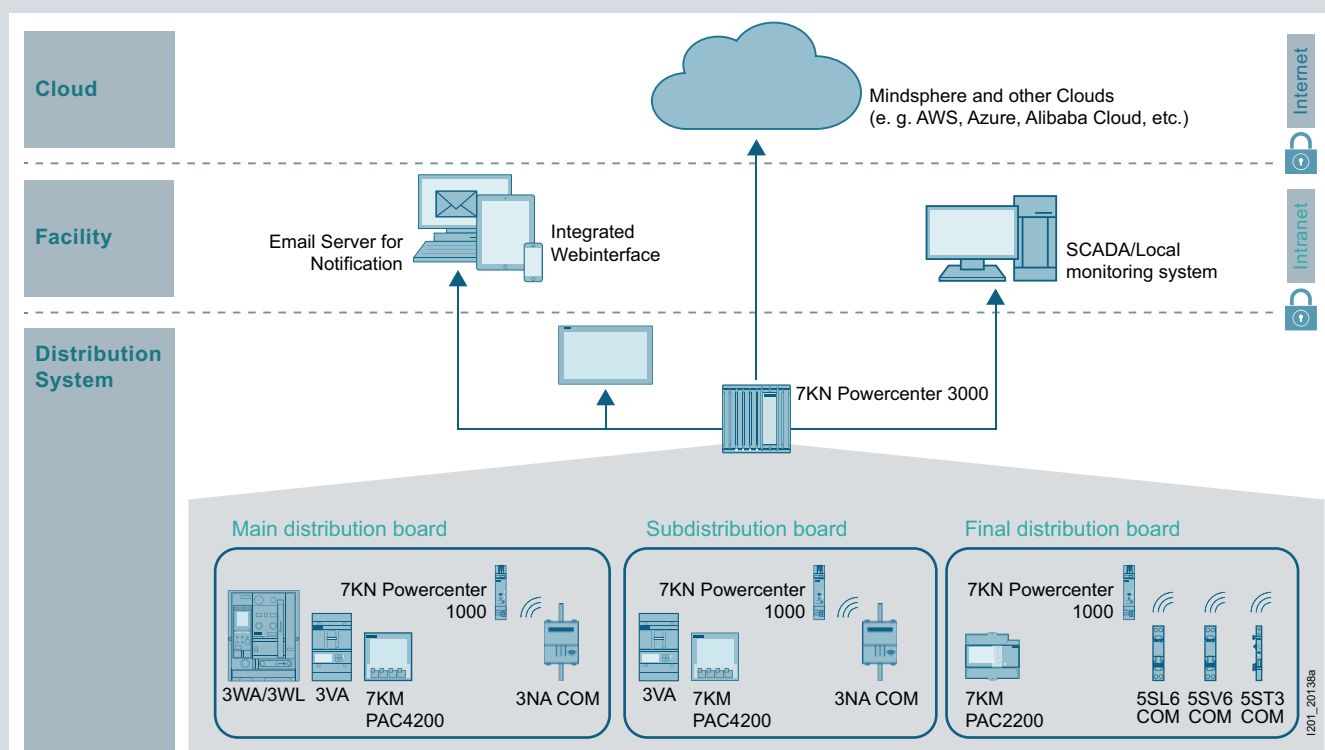 Cloud
Mindsphere and other Clouds
(e. g. AWS, Azure, Alibaba Cloud, etc.)
Internet
Facility
Email Server for
Notification
Integrated
Webinterface
SCADA/Local
monitoring system
Intranet
Distribution
System
7KN Powercenter 3000
Main distribution board
7KN Powercenter
1000
3WA/3WL
3VA
7KM
PAC4200
3NA COM
Subdistribution board
7KN Powercenter
1000
3VA
7KM
PAC4200
3NA COM
Final distribution board
7KN Powercenter
1000
7KM
PAC2200
5SL6
COM
5SV6
COM
5ST3
COM
I201_20138a